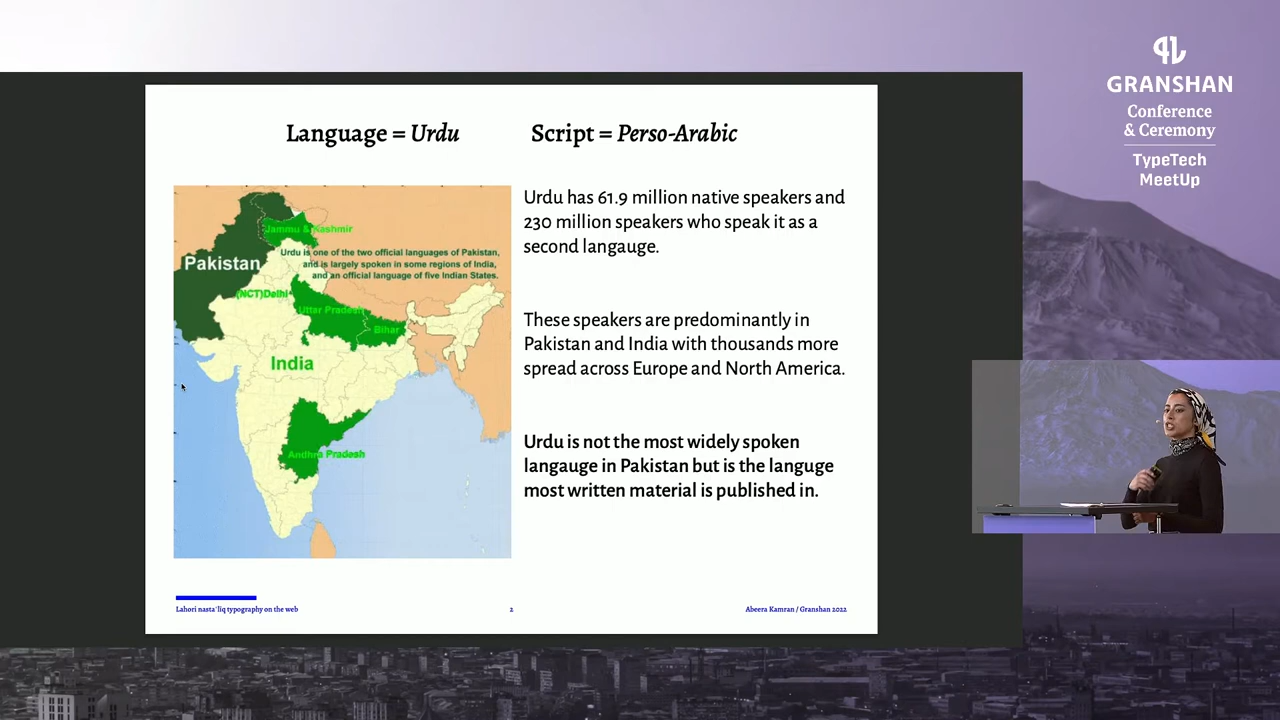 GRANSHAN
Conference
& Ceremony
TypeTech
MeetUp
Language = Urdu
Script = Perso-Arabic
Jammu & Kashmir
Pakistan
Urdu is one of the two official languages of Pakistan,
and is largely spoken in some regions of India,
and an official language of five Indian States.
(NCT)Delhi
Uttar Pradesh
Bihar
India
Andhra Pradesh
Urdu has 61.9 million native speakers and
230 million speakers who speak it as a
second langauge.
These speakers are predominantly in
Pakistan and India with thousands more
spread across Europe and North America.
Urdu is not the most widely spoken
langauge in Pakistan but is the languge
most written material is published in.
Lahori nasta'liq typography on the web
2
Abeera Kamran / Granshan 2022